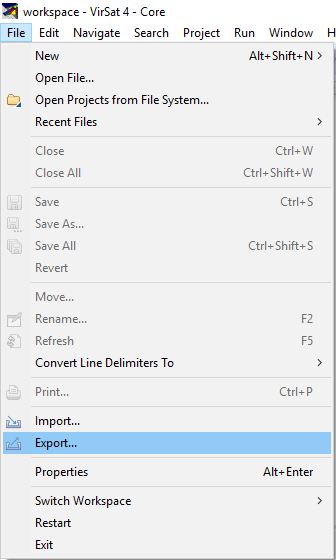 workspace - VirSat 4 - Core
File Edit Navigate Search Project Run Window H
New Alt+Shift+N >
Open File...
Open Projects from File System...
Recent Files >
Close Ctrl+W
Close All Ctrl+Shift+W
Save Ctrl+S
Save As...
Save All Ctrl+Shift+S
Revert
Move...
Rename... F2
Refresh F5
Convert Line Delimiters To >
Print... Ctrl+P
Import...
Export...
Properties Alt+Enter
Switch Workspace >
Restart
Exit